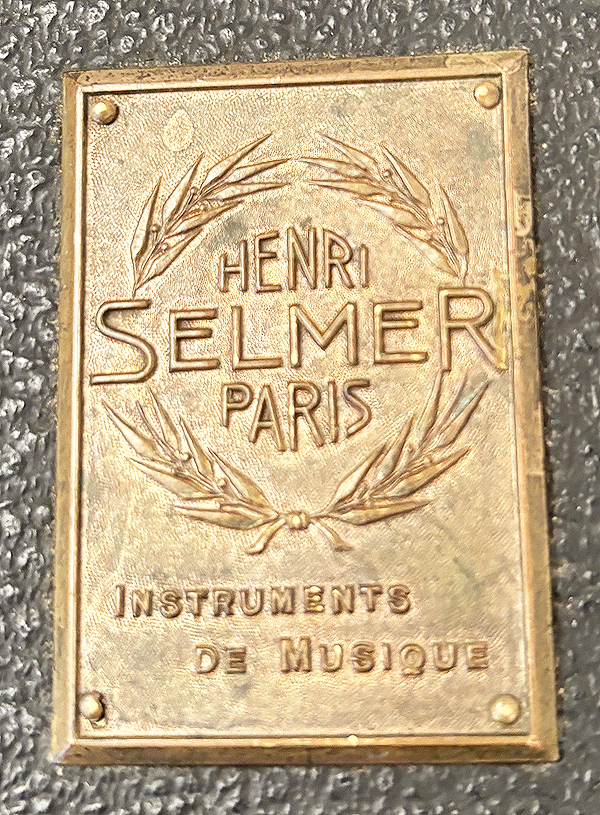 HENRI
SELMER
PARIS
INSTRUMENTS
DE MUSIQUE